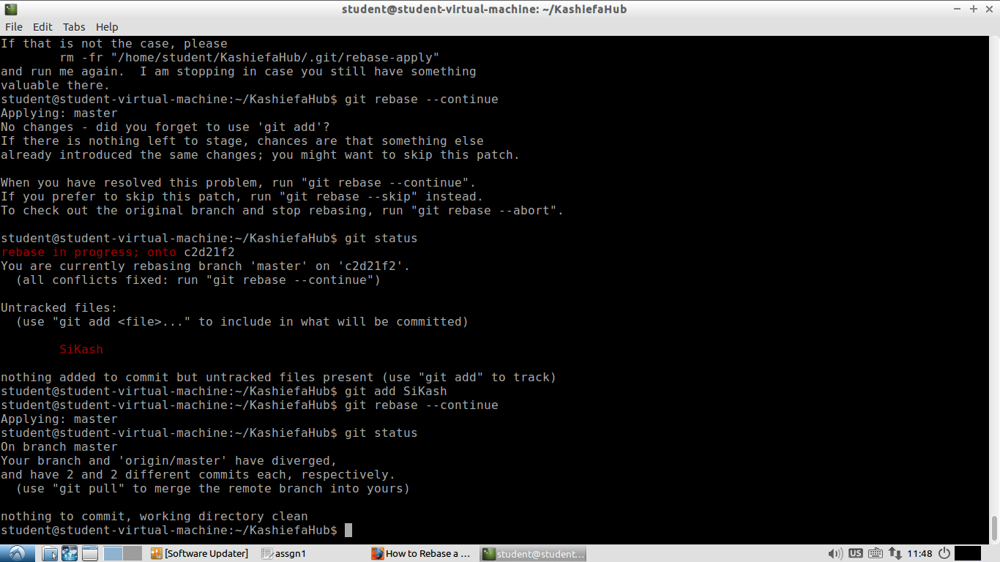 student@student-virtual-machine: ~/KashiefaHub
File Edit Tabs Help
If that is not the case, please
        rm -fr "/home/student/KashiefaHub/.git/rebase-apply"
and run me again.  I am stopping in case you still have something
valuable there.
student@student-virtual-machine:~/KashiefaHub$ git rebase --continue
Applying: master
No changes - did you forget to use 'git add'?
If there is nothing left to stage, chances are that something else
already introduced the same changes; you might want to skip this patch.

When you have resolved this problem, run "git rebase --continue".
If you prefer to skip this patch, run "git rebase --skip" instead.
To check out the original branch and stop rebasing, run "git rebase --abort".

student@student-virtual-machine:~/KashiefaHub$ git status
rebase in progress; onto c2d21f2
You are currently rebasing branch 'master' on 'c2d21f2'.
  (all conflicts fixed: run "git rebase --continue")

Untracked files:
  (use "git add <file>..." to include in what will be committed)

        SiKash

nothing added to commit but untracked files present (use "git add" to track)
student@student-virtual-machine:~/KashiefaHub$ git add SiKash
student@student-virtual-machine:~/KashiefaHub$ git rebase --continue
Applying: master
student@student-virtual-machine:~/KashiefaHub$ git status
On branch master
Your branch and 'origin/master' have diverged,
and have 2 and 2 different commits each, respectively.
  (use "git pull" to merge the remote branch into yours)

nothing to commit, working directory clean
student@student-virtual-machine:~/KashiefaHub$
[Software Updater] assgn1 How to Rebase a ... student@student... US 11:48